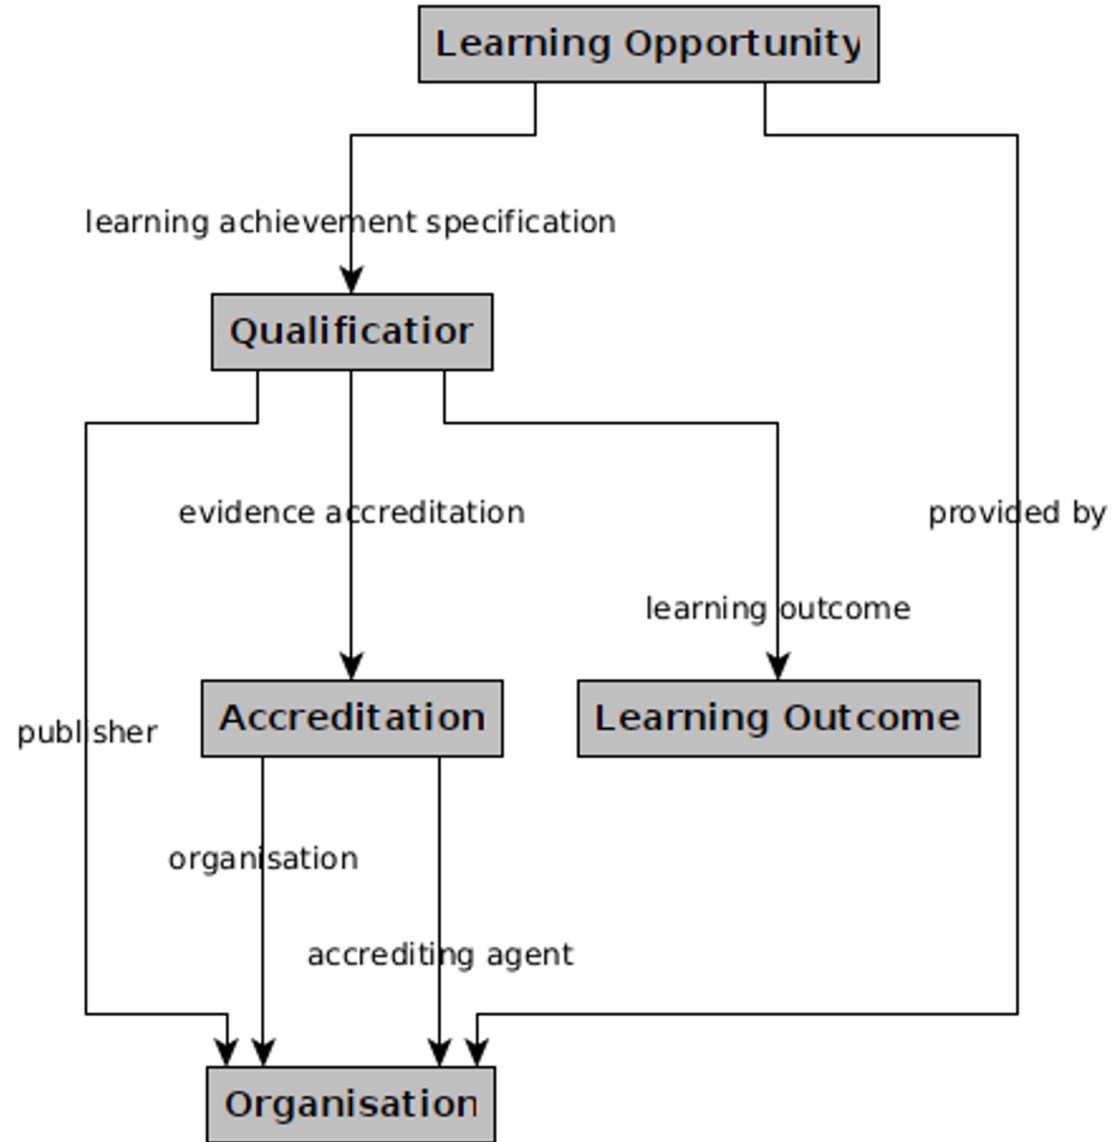 Learning Opportunity
learning achievement specification
Qualification
evidence accreditation
provided by
learning outcome
Accreditation
Learning Outcome
publisher
organisation
accrediting agent
Organisation